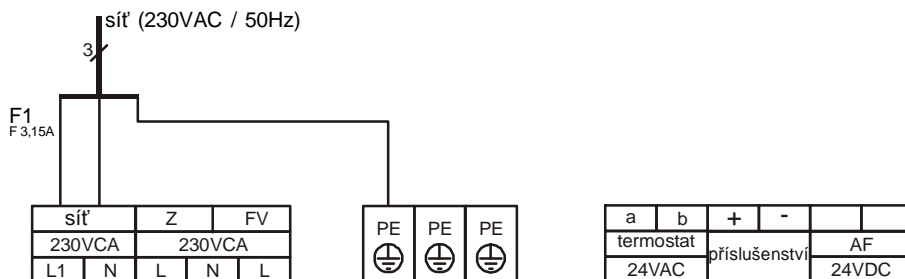 síť (230VAC / 50Hz)
3
F1
F 3,15A
síť Z FV
230VCA 230VCA
L1 N L N L
PE PE PE
a b + -
termostat příslušenství AF
24VAC 24VDC